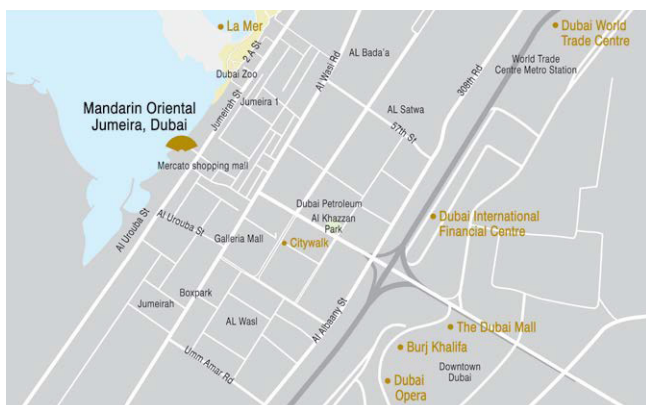 La Mer
Dubai World
Trade Centre
2 A St
AL Bada'a
World Trade
Centre Metro Station
Al Wasl Rd
308th Rd
Dubai Zoo
Mandarin Oriental
Jumeira, Dubai
Jumeirah St
Jumeira 1
AL Satwa
57th St
Mercato shopping mall
Dubai Petroleum
Al Khazzan
Park
Dubai International
Financial Centre
Al Urouba St
Al Urouba St
Galleria Mall
Citywalk
Jumeirah
Boxpark
AL Wasl
Al Albaany St
The Dubai Mall
Burj Khalifa
Umm Amar Rd
Downtown
Dubai
Dubai
Opera